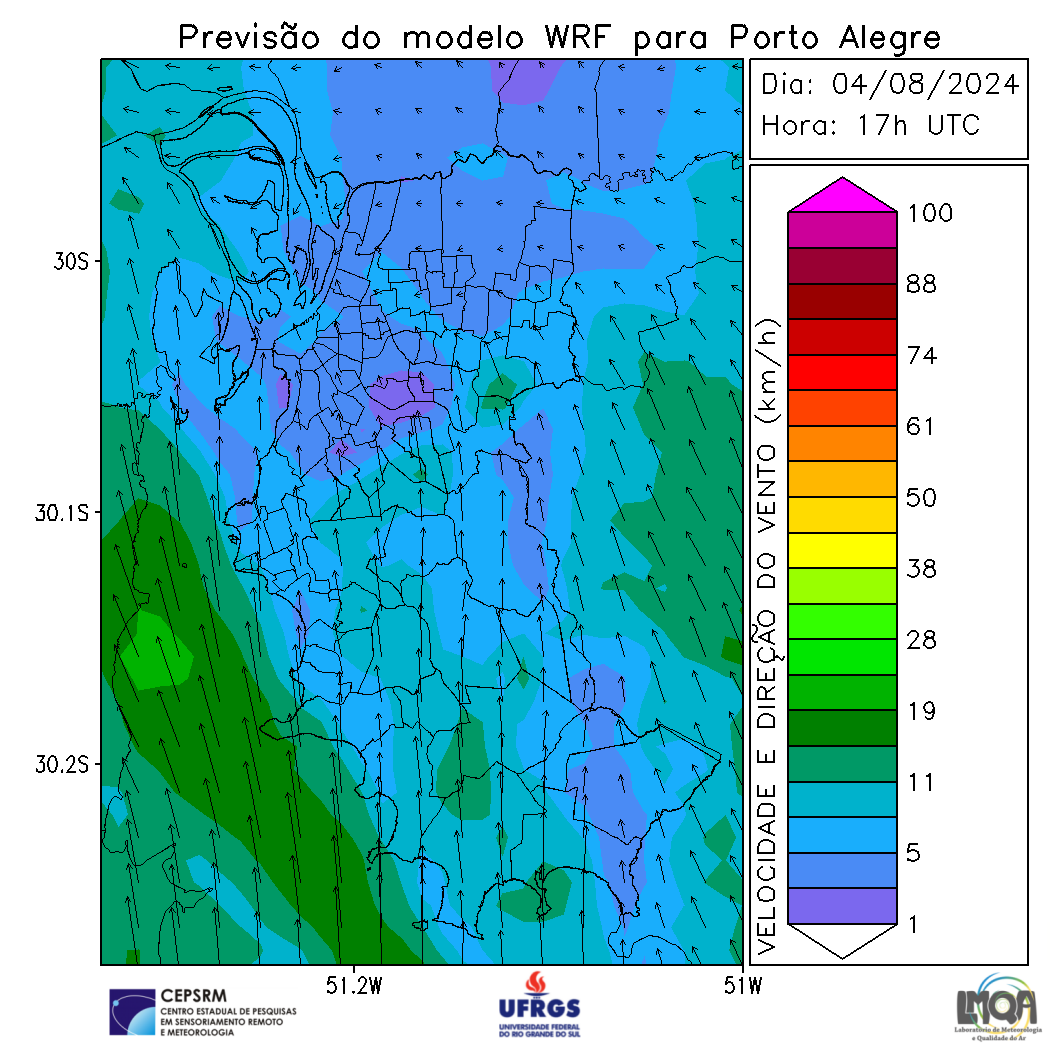 Previsão do modelo WRF para Porto Alegre
Dia: 04/08/2024
Hora: 17h UTC
30S
30.1S
30.2S
51.2W
51W
VELOCIDADE E DIREÇÃO DO VENTO (km/h)
100
88
74
61
50
38
28
19
11
5
1
CEPSRM
CENTRO ESTADUAL DE PESQUISAS
EM SENSORIAMENTO REMOTO
E METEOROLOGIA
UFRGS
UNIVERSIDADE FEDERAL
DO RIO GRANDE DO SUL
LMQA
Laboratório de Meteorologia
e Qualidade do Ar